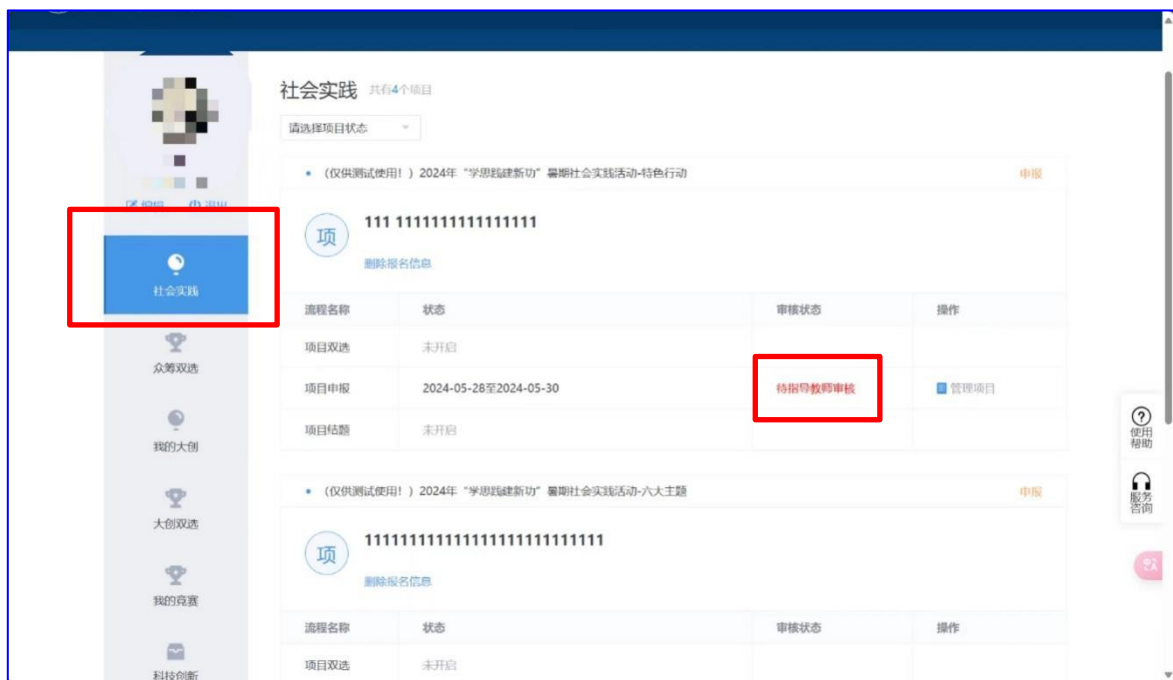 社会实践 共有4个项目
请选择项目状态
编辑 退出
社会实践
众筹双选
我的大创
大创双选
我的竞赛
科技创新
(仅供测试使用!)2024年“学思践建新功”暑期社会实践活动-特色行动 申报
项
111 1111111111111111
删除报名信息
流程名称 状态 审核状态 操作
项目双选 未开启
项目申报 2024-05-28至2024-05-30 待指导教师审核 管理项目
项目结题 未开启
(仅供测试使用!)2024年“学思践建新功”暑期社会实践活动-六大主题 申报
项
删除报名信息
流程名称 状态 审核状态 操作
项目双选 未开启
使用
帮助
服务
咨询